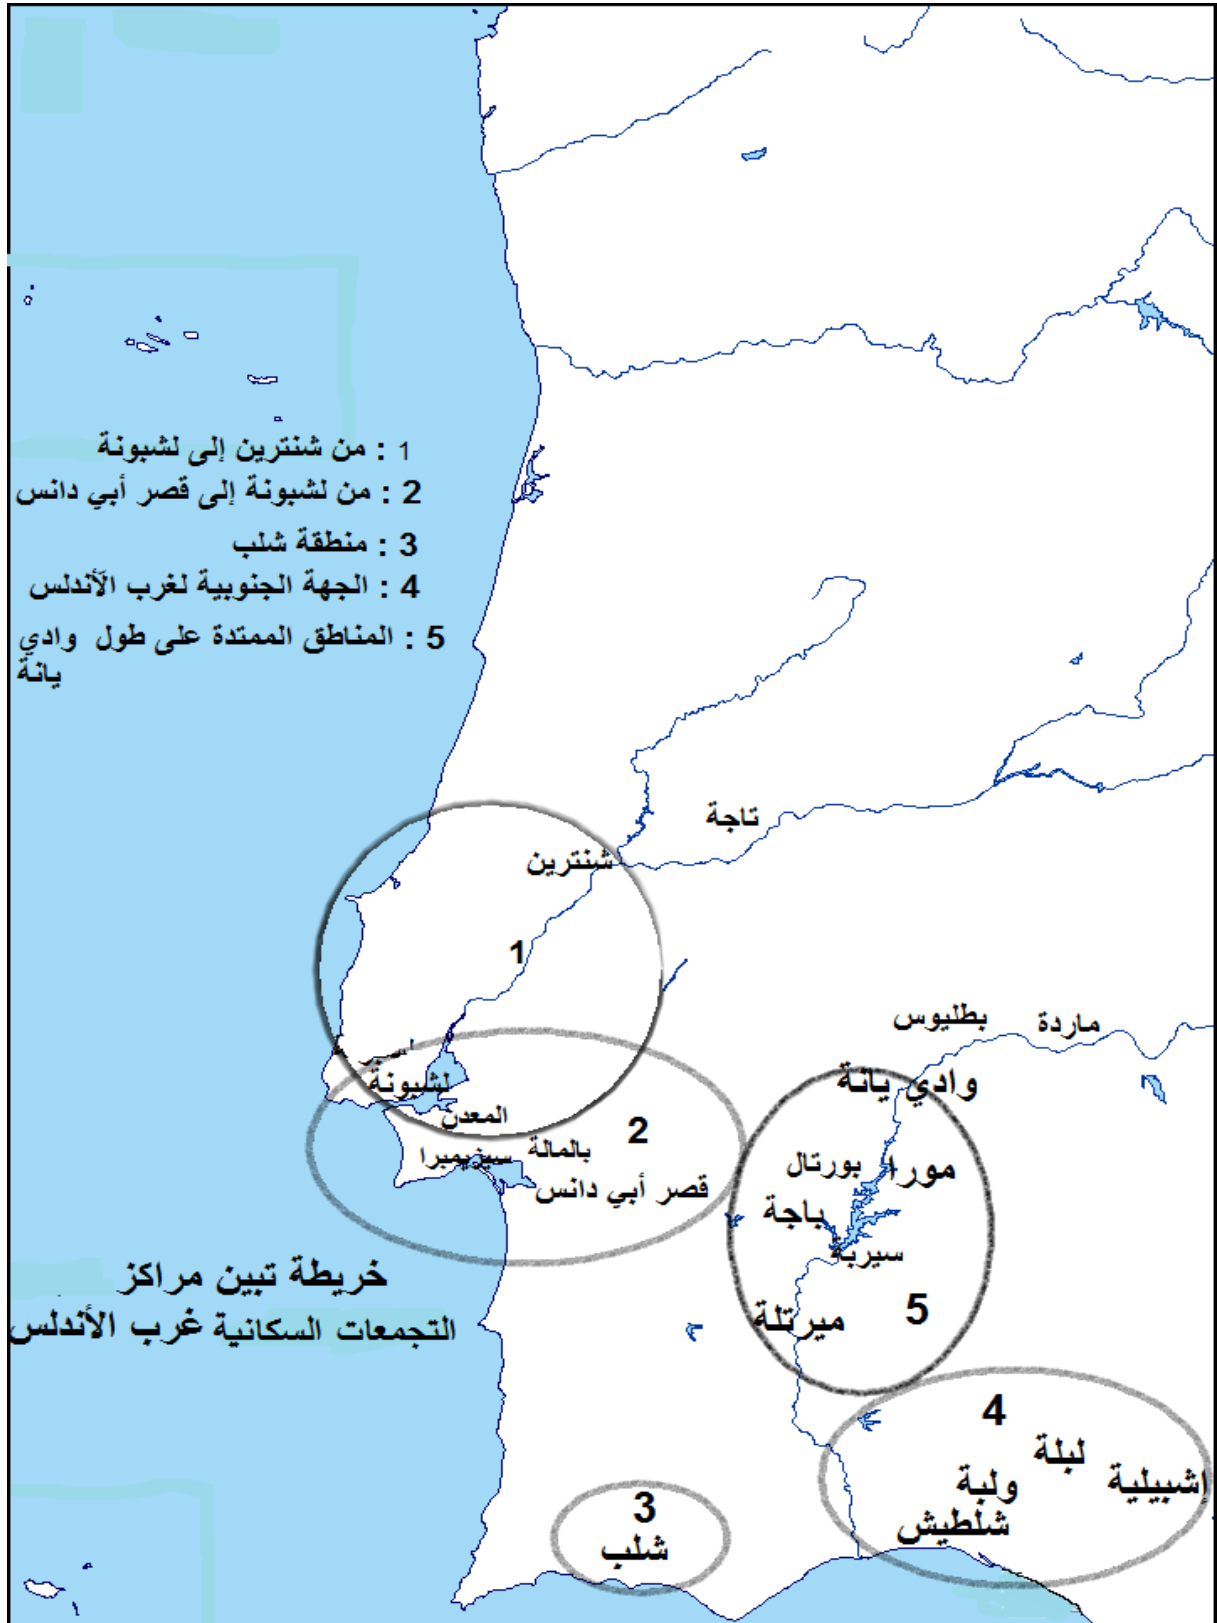 1 : من شنترين إلى لشبونة
2 : من لشبونة إلى قصر أبي دانس
3 : منطقة شلب
4 : الجهة الجنوبية لغرب الأندلس
5 : المناطق الممتدة على طول وادي
يانة
تاجة
شنترين
1
ماردة
بطليوس
وادي يانة
لشبونة
المعدن
2
بالمالة
سيزيمبرا
قصر أبي دانس
مورا
بورتال
باجة
سيربة
5
ميرتلة
خريطة تبين مراكز
التجمعات السكانية غرب الأندلس
4
لبلة
إشبيلية
ولبة
شلطيش
3
شلب